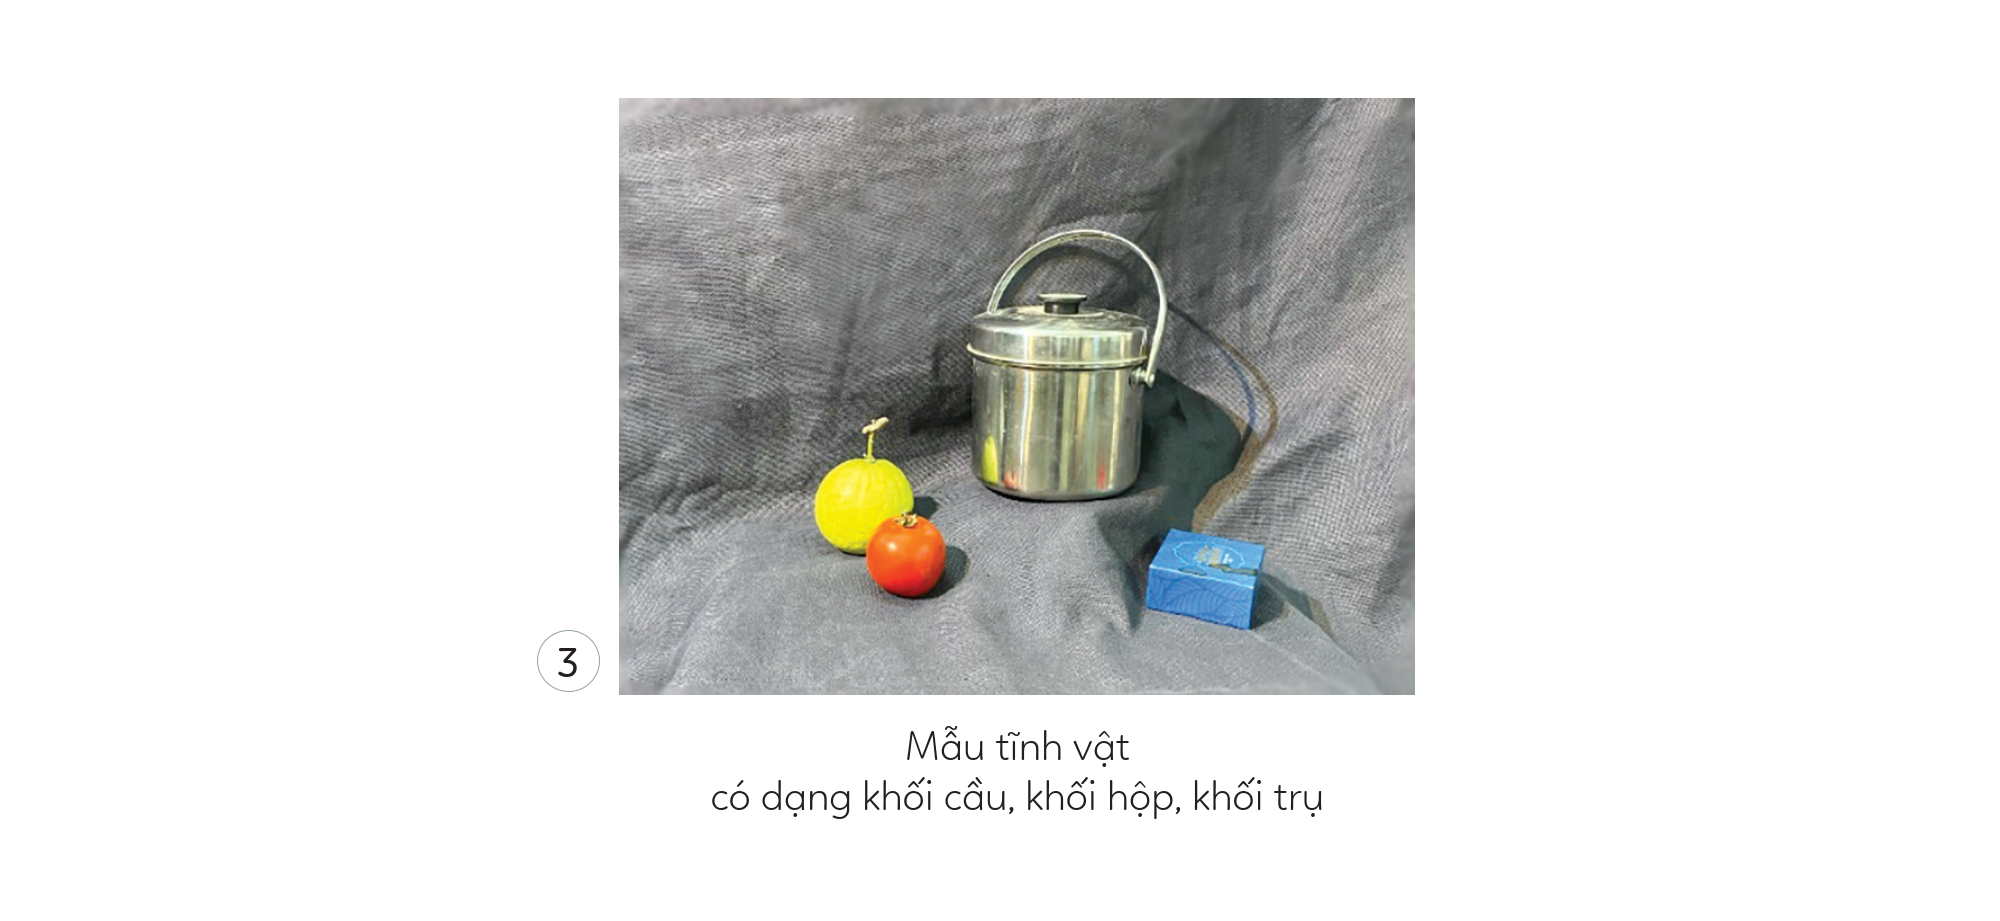 3
Mẫu tĩnh vật
có dạng khối cầu, khối hộp, khối trụ